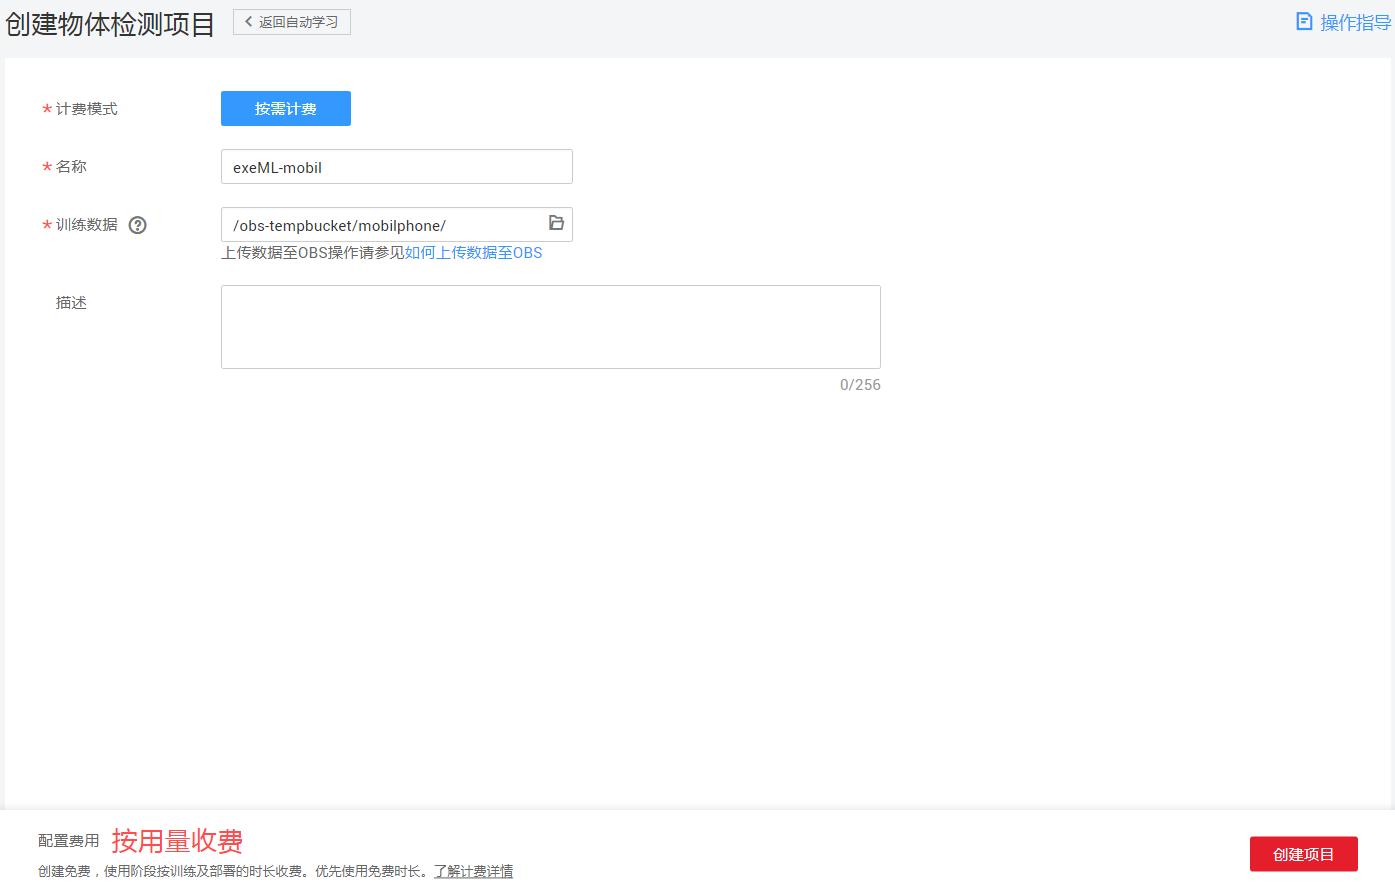 创建物体检测项目 返回自动学习 操作指导
* 计费模式 按需计费
* 名称 exeML-mobil
* 训练数据 ? /obs-tempbucket/mobilphone/
上传数据至OBS操作请参见如何上传数据至OBS
描述
0/256
配置费用 按用量收费
创建免费，使用阶段按训练及部署的时长收费。优先使用免费时长。了解计费详情
创建项目